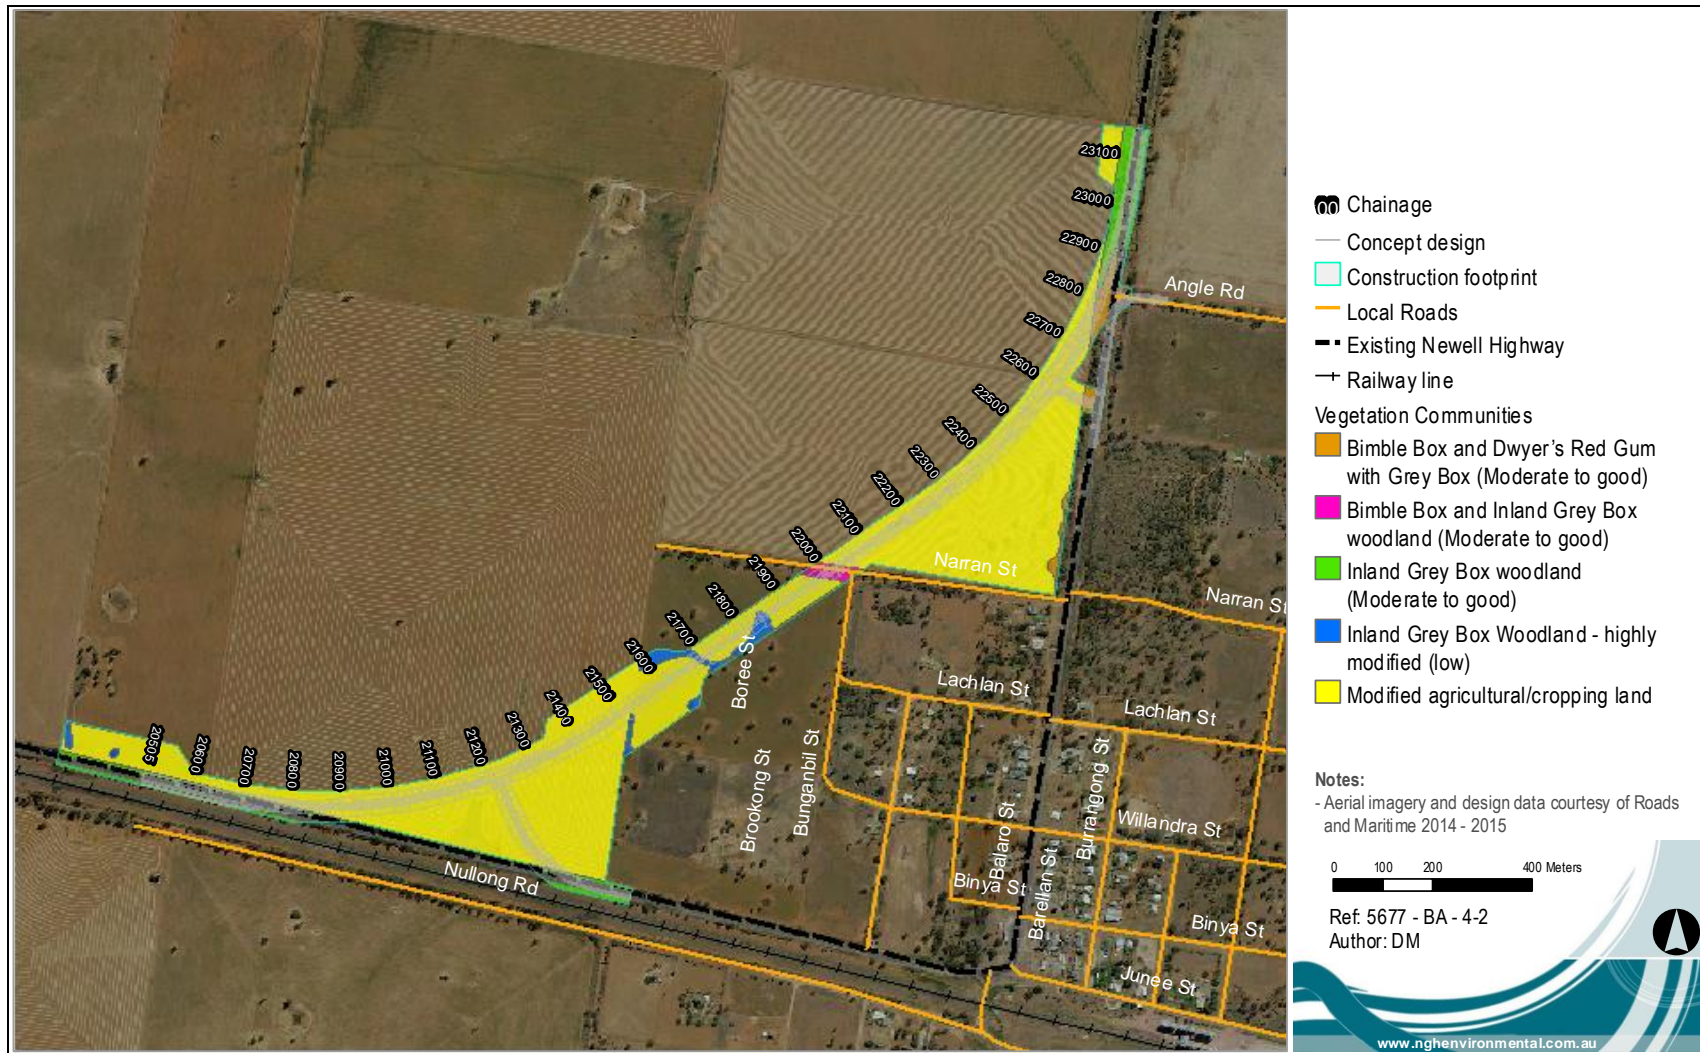 23100
23000
22900
22800
Angle Rd
22700
22600
22500
22400
22300
22200
22100
22000
Narran St
21900
Narran St
21800
21700
Boree St
21600
Lachlan St
21500
Lachlan St
21400
21300
21200
21100
21000
20900
20800
20700
20600
20505
Brookong St
Bunganbil St
Ballaro St
Burrangong St
Willandra St
Nullong Rd
Binya St
Barellan St
Binya St
Junee St
00 Chainage
Concept design
Construction footprint
Local Roads
Existing Newell Highway
Railway line
Vegetation Communities
Bimble Box and Dwyer's Red Gum
with Grey Box (Moderate to good)
Bimble Box and Inland Grey Box
woodland (Moderate to good)
Inland Grey Box woodland
(Moderate to good)
Inland Grey Box Woodland - highly
modified (low)
Modified agricultural/cropping land
Notes:
- Aerial imagery and design data courtesy of Roads
and Maritime 2014 - 2015
0 100 200 400 Meters
Ref: 5677 - BA - 4-2
Author: DM
www.nghenvironmental.com.au